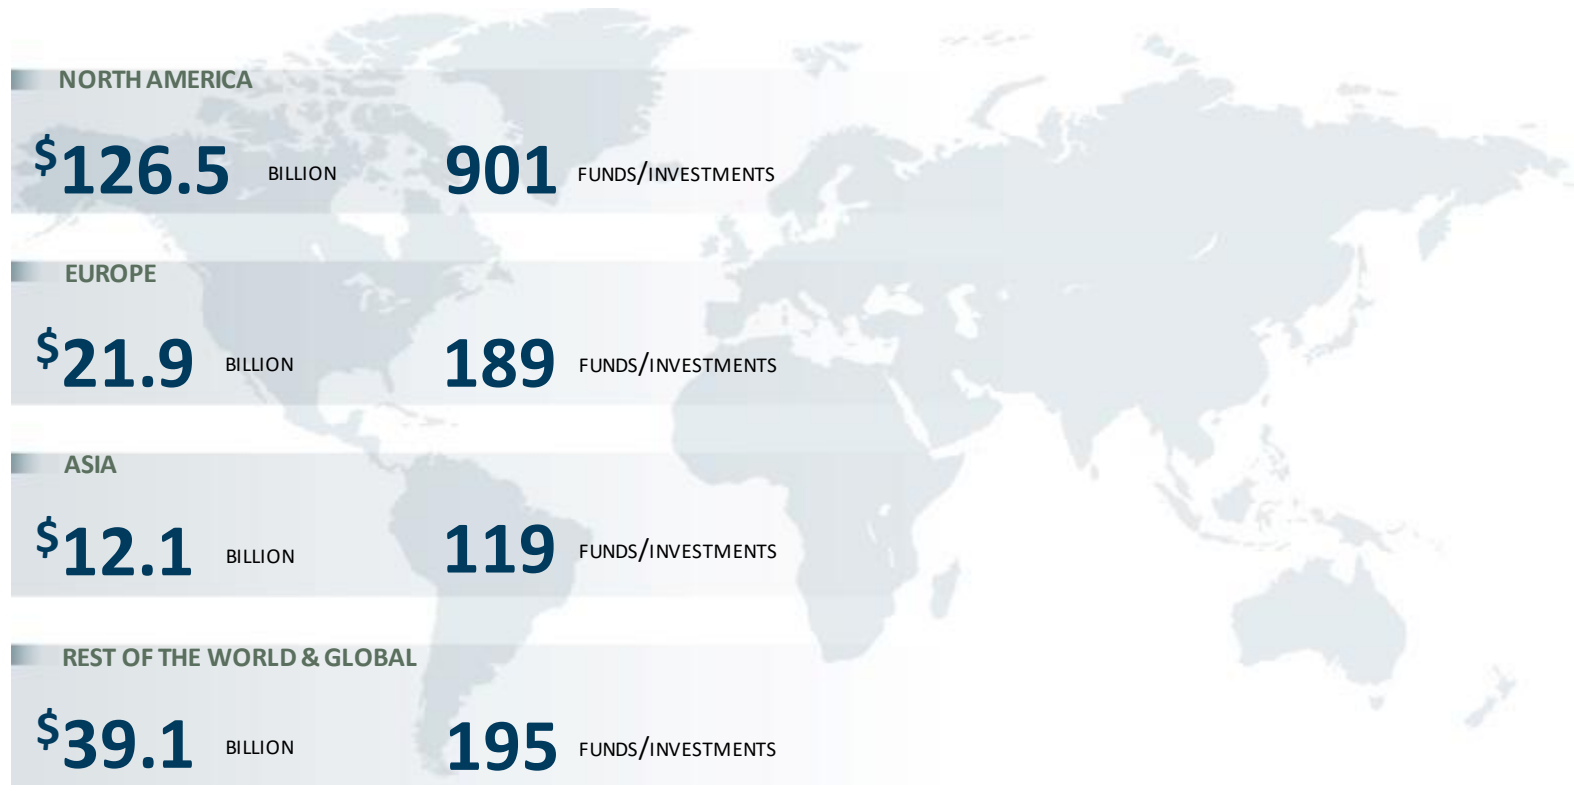 NORTH AMERICA
$126.5 BILLION 901 FUNDS/INVESTMENTS
EUROPE
$21.9 BILLION 189 FUNDS/INVESTMENTS
ASIA
$12.1 BILLION 119 FUNDS/INVESTMENTS
REST OF THE WORLD & GLOBAL
$39.1 BILLION 195 FUNDS/INVESTMENTS